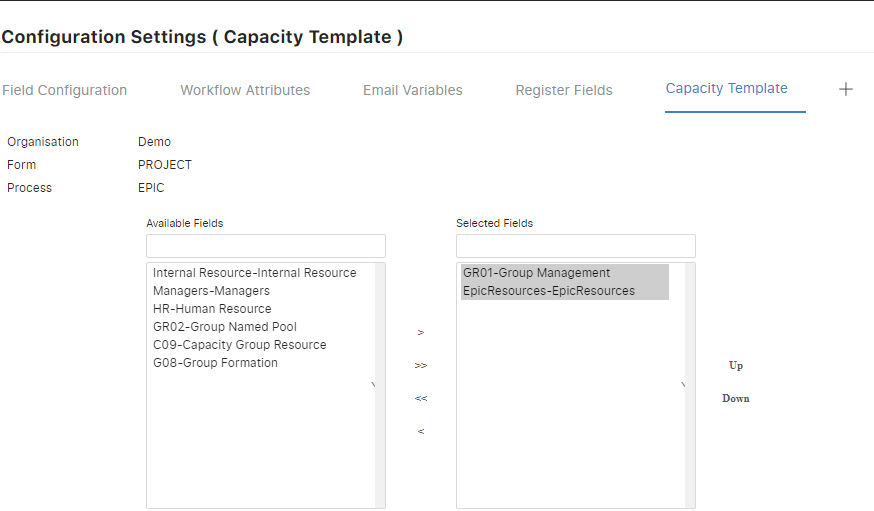 Configuration Settings ( Capacity Template )
Field Configuration Workflow Attributes Email Variables Register Fields Capacity Template +
Organisation Demo
Form PROJECT
Process EPIC
Available Fields Selected Fields
Internal Resource-Internal Resource GR01-Group Management
Managers-Managers EpicResources-EpicResources
HR-Human Resource
GR02-Group Named Pool
C09-Capacity Group Resource
G08-Group Formation
>
>> Up
<< Down
<